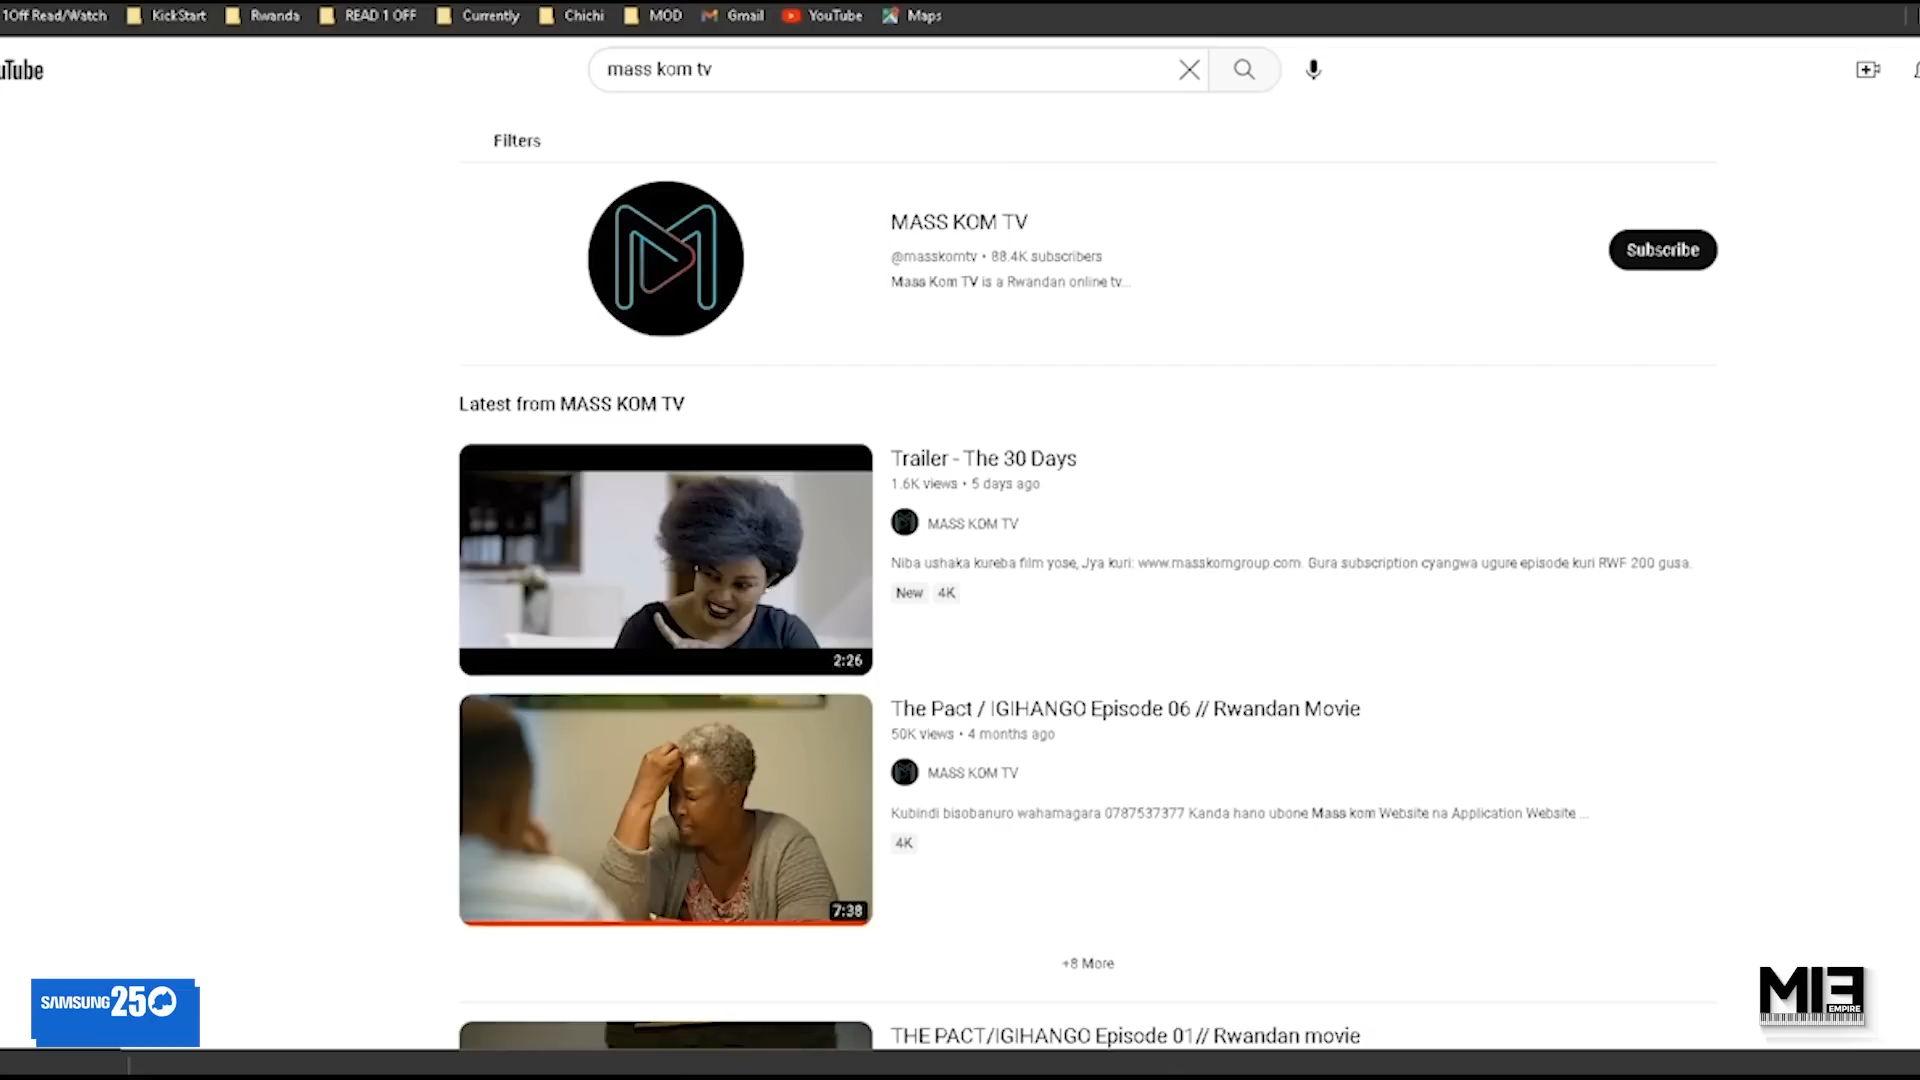 1Off Read/Watch KickStart Rwanda READ 1 OFF Currently Chichi MOD Gmail YouTube Maps
uTube
mass kom tv
Filters
MASS KOM TV
@masskomtv • 88.4K subscribers
Mass Kom TV is a Rwandan online tv...
Subscribe
Latest from MASS KOM TV
Trailer - The 30 Days
1.6K views • 5 days ago
MASS KOM TV
Niba ushaka kureba film yose, Jya kuri: www.masskomgroup.com. Gura subscription cyangwa ugure episode kuri RWF 200 gusa.
New 4K
2:26
The Pact / IGIHANGO Episode 06 // Rwandan Movie
50K views • 4 months ago
MASS KOM TV
Kubindi bisobanuro wahamagara 0787537377 Kanda hano ubone Mass kom Website na Application Website ...
4K
7:38
+8 More
SAMSUNG250
MIE
EMPIRE
THE PACT/IGIHANGO Episode 01// Rwandan movie